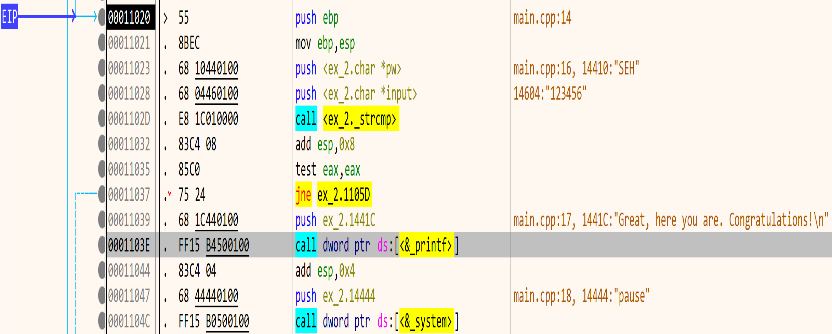 EIP 00011020 > 55 push ebp main.cpp:14
00011021 . 8BEC mov ebp,esp
00011023 . 68 10440100 push <ex_2.char *pw> main.cpp:16, 14410:"SEH"
00011028 . 68 04460100 push <ex_2.char *input> 14604:"123456"
0001102D . E8 1C010000 call <ex_2._strcmp>
00011032 . 83C4 08 add esp,0x8
00011035 . 85C0 test eax,eax
00011037 . 75 24 jne ex_2.1105D
00011039 . 68 1C440100 push ex_2.1441C main.cpp:17, 1441C:"Great, here you are. Congratulations!\n"
0001103E . FF15 B4500100 call dword ptr ds:[<&_printf>]
00011044 . 83C4 04 add esp,0x4
00011047 . 68 44440100 push ex_2.14444 main.cpp:18, 14444:"pause"
0001104C . FF15 B0500100 call dword ptr ds:[<&_system>]